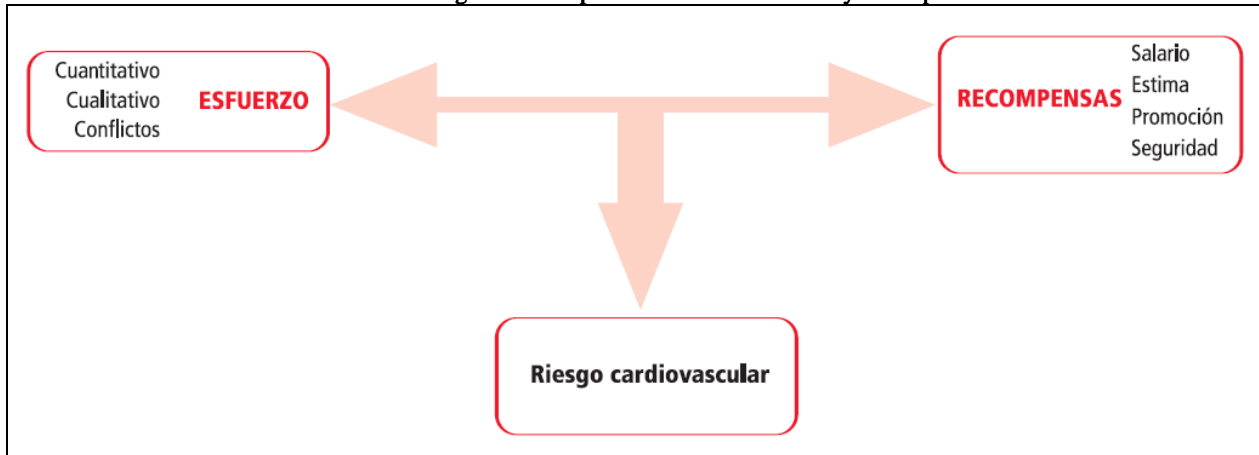 Cuantitativo
Cualitativo
Conflictos
ESFUERZO
RECOMPENSAS
Salario
Estima
Promoción
Seguridad
Riesgo cardiovascular